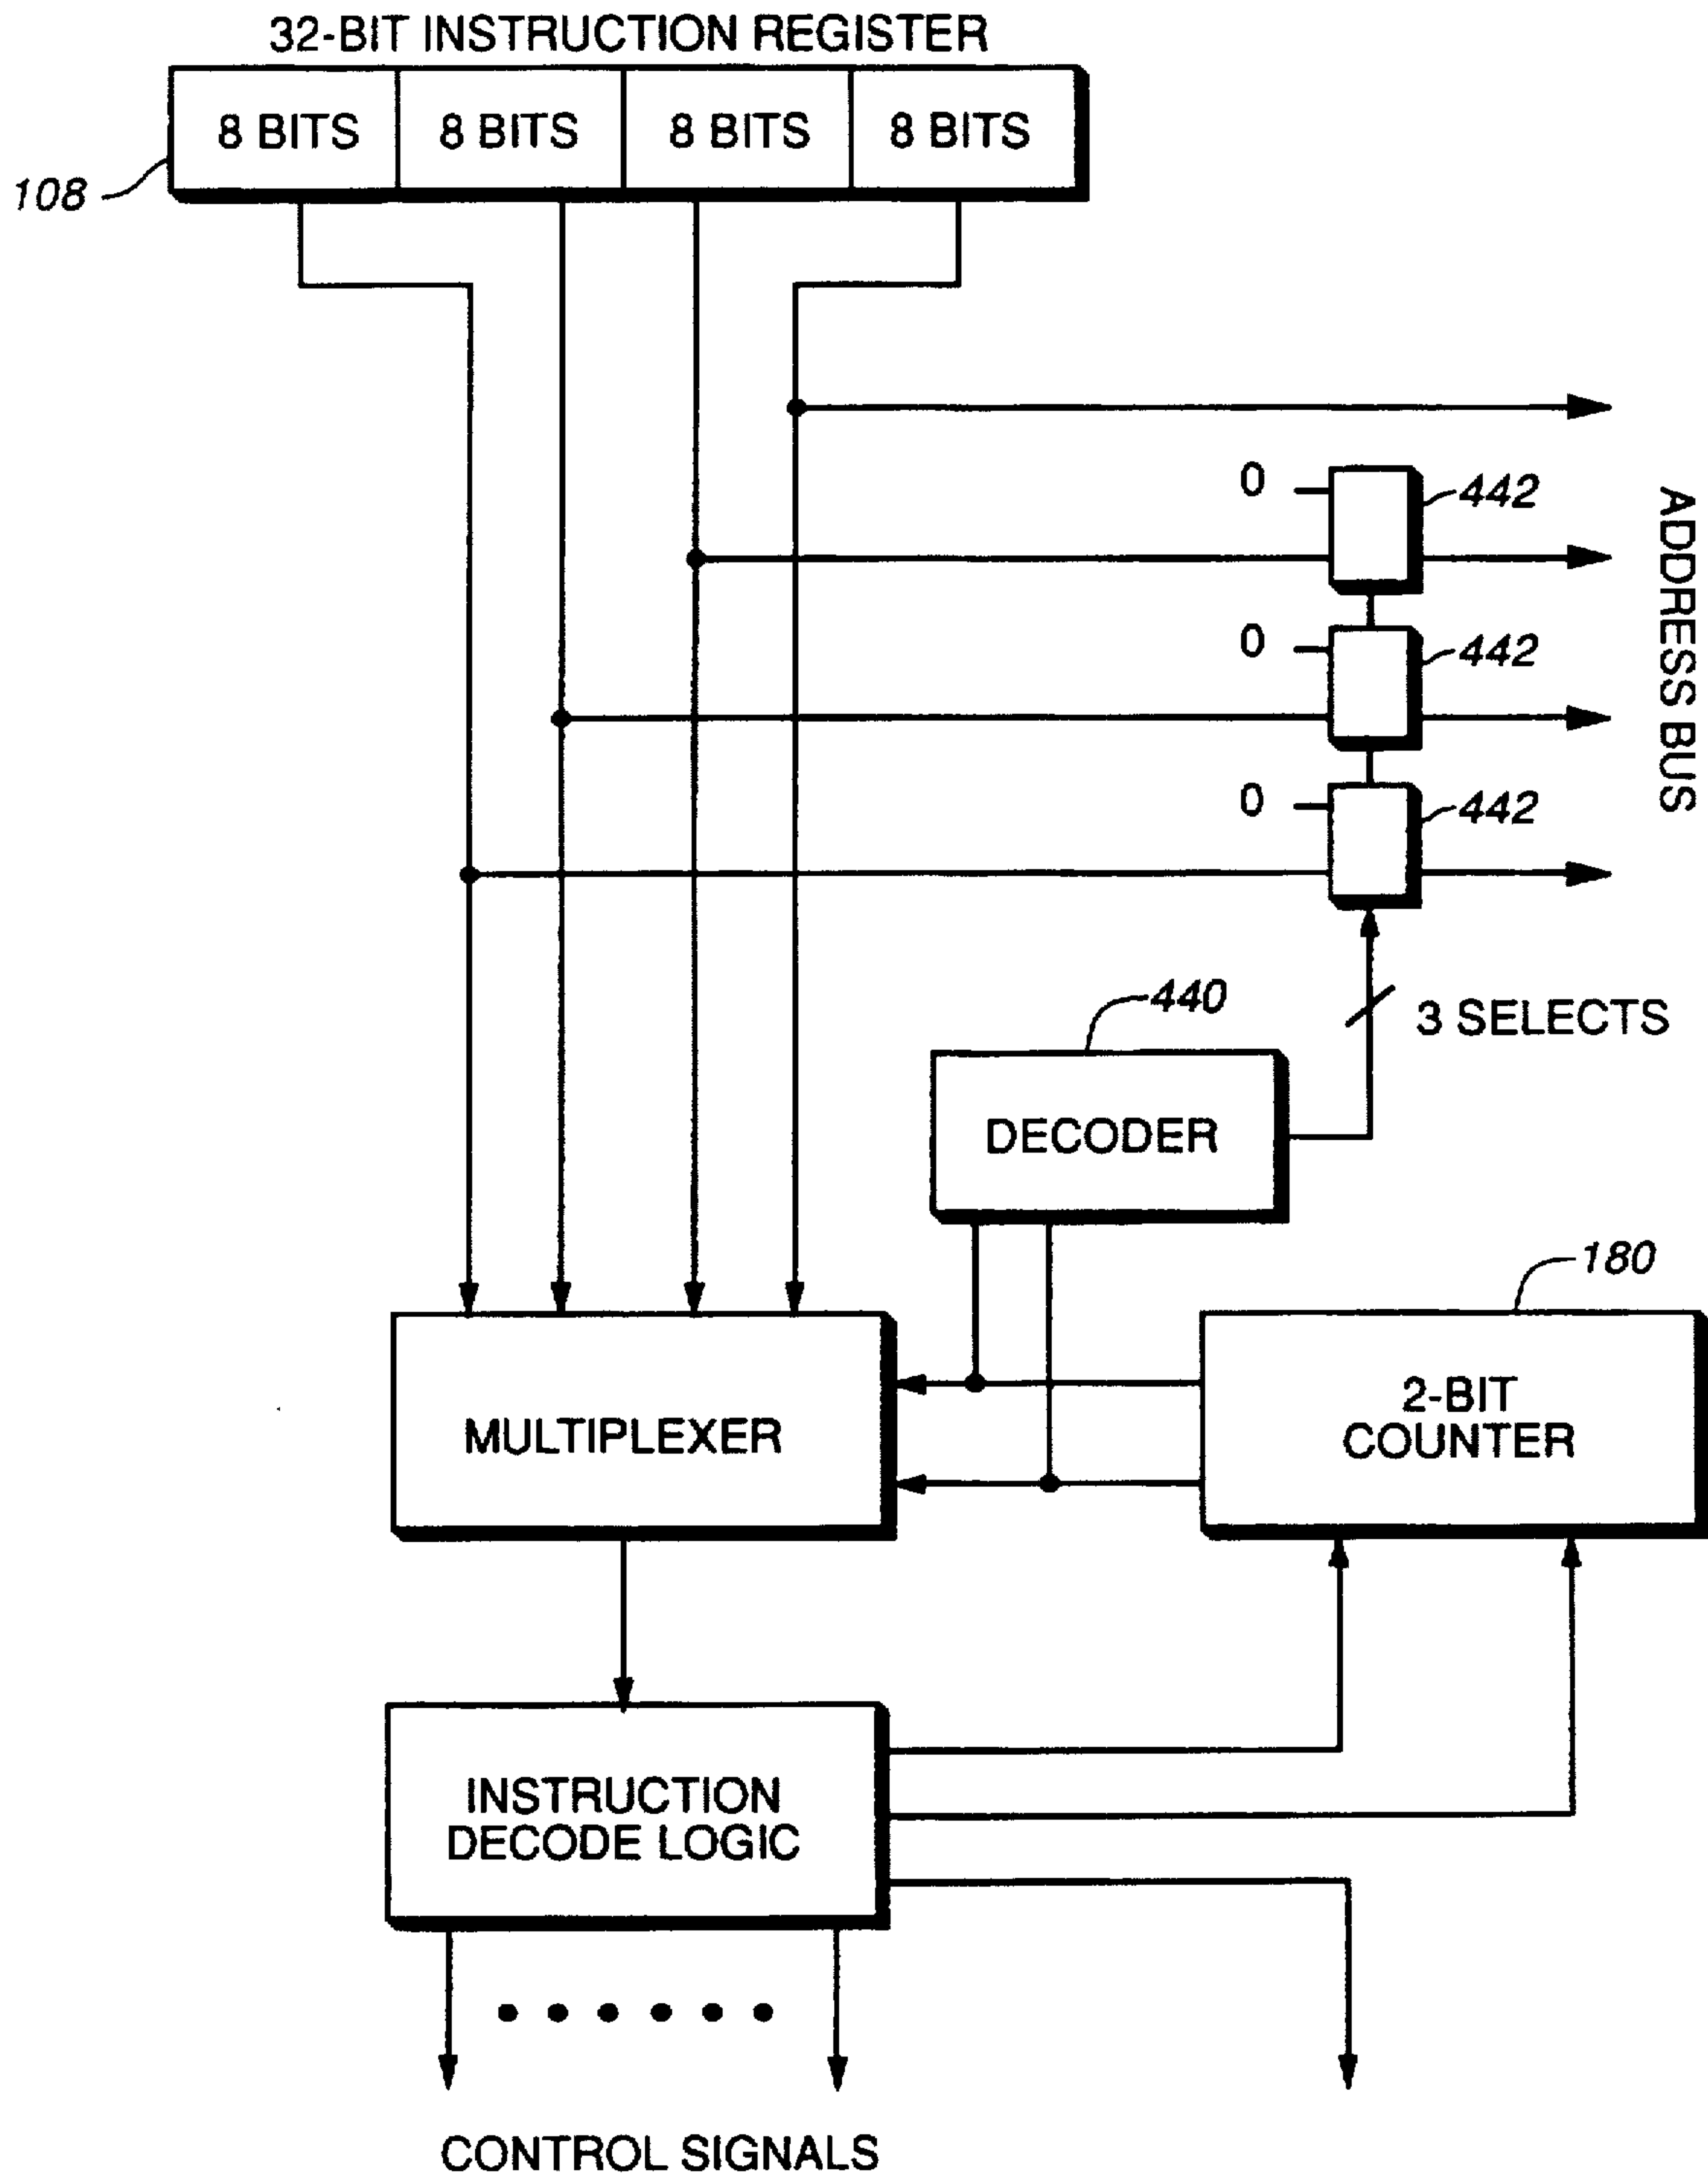 32-BIT INSTRUCTION REGISTER
8 BITS 8 BITS 8 BITS 8 BITS
108
0 442
0 442
0 442
ADDRESS BUS
440
3 SELECTS
DECODER
180
MULTIPLEXER
2-BIT
COUNTER
INSTRUCTION
DECODE LOGIC
CONTROL SIGNALS